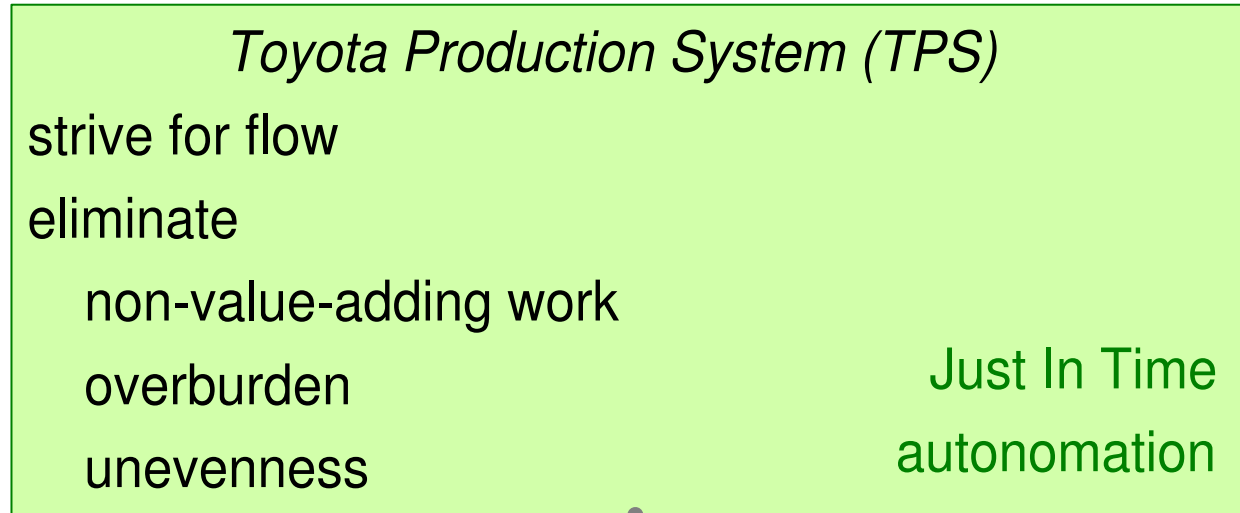 Toyota Production System (TPS)
strive for flow
eliminate
non-value-adding work
overburden
unevenness
Just In Time
autonomation